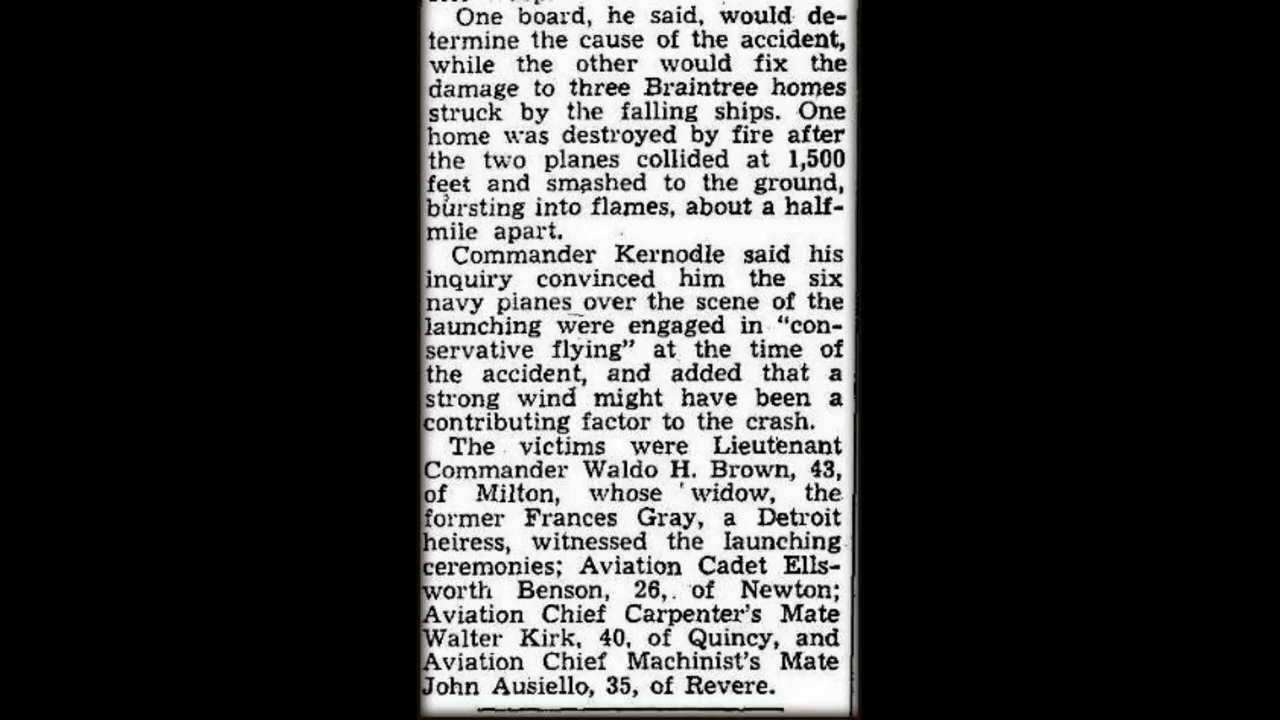 One board, he said, would de-
termine the cause of the accident,
while the other would fix the
damage to three Braintree homes
struck by the falling ships. One
home was destroyed by fire after
the two planes collided at 1,500
feet and smashed to the ground,
bursting into flames, about a half-
mile apart.
Commander Kernodle said his
inquiry convinced him the six
navy planes over the scene of the
launching were engaged in “con-
servative flying” at the time of
the accident, and added that a
strong wind might have been a
contributing factor to the crash.
The victims were Lieutenant
Commander Waldo H. Brown, 43,
of Milton, whose widow, the
former Frances Gray, a Detroit
heiress, witnessed the launching
ceremonies; Aviation Cadet Ells-
worth Benson, 26, of Newton;
Aviation Chief Carpenter’s Mate
Walter Kirk, 40, of Quincy, and
Aviation Chief Machinist’s Mate
John Ausiello, 35, of Revere.